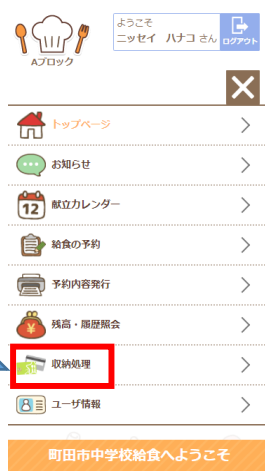 Aブロック
ようこそ
ニッセイ ハナコ さん
ログアウト
トップページ
お知らせ
12
献立カレンダー
給食の予約
予約内容発行
¥
残高・履歴照会
収納処理
ユーザ情報
町田市中学校給食へようこそ